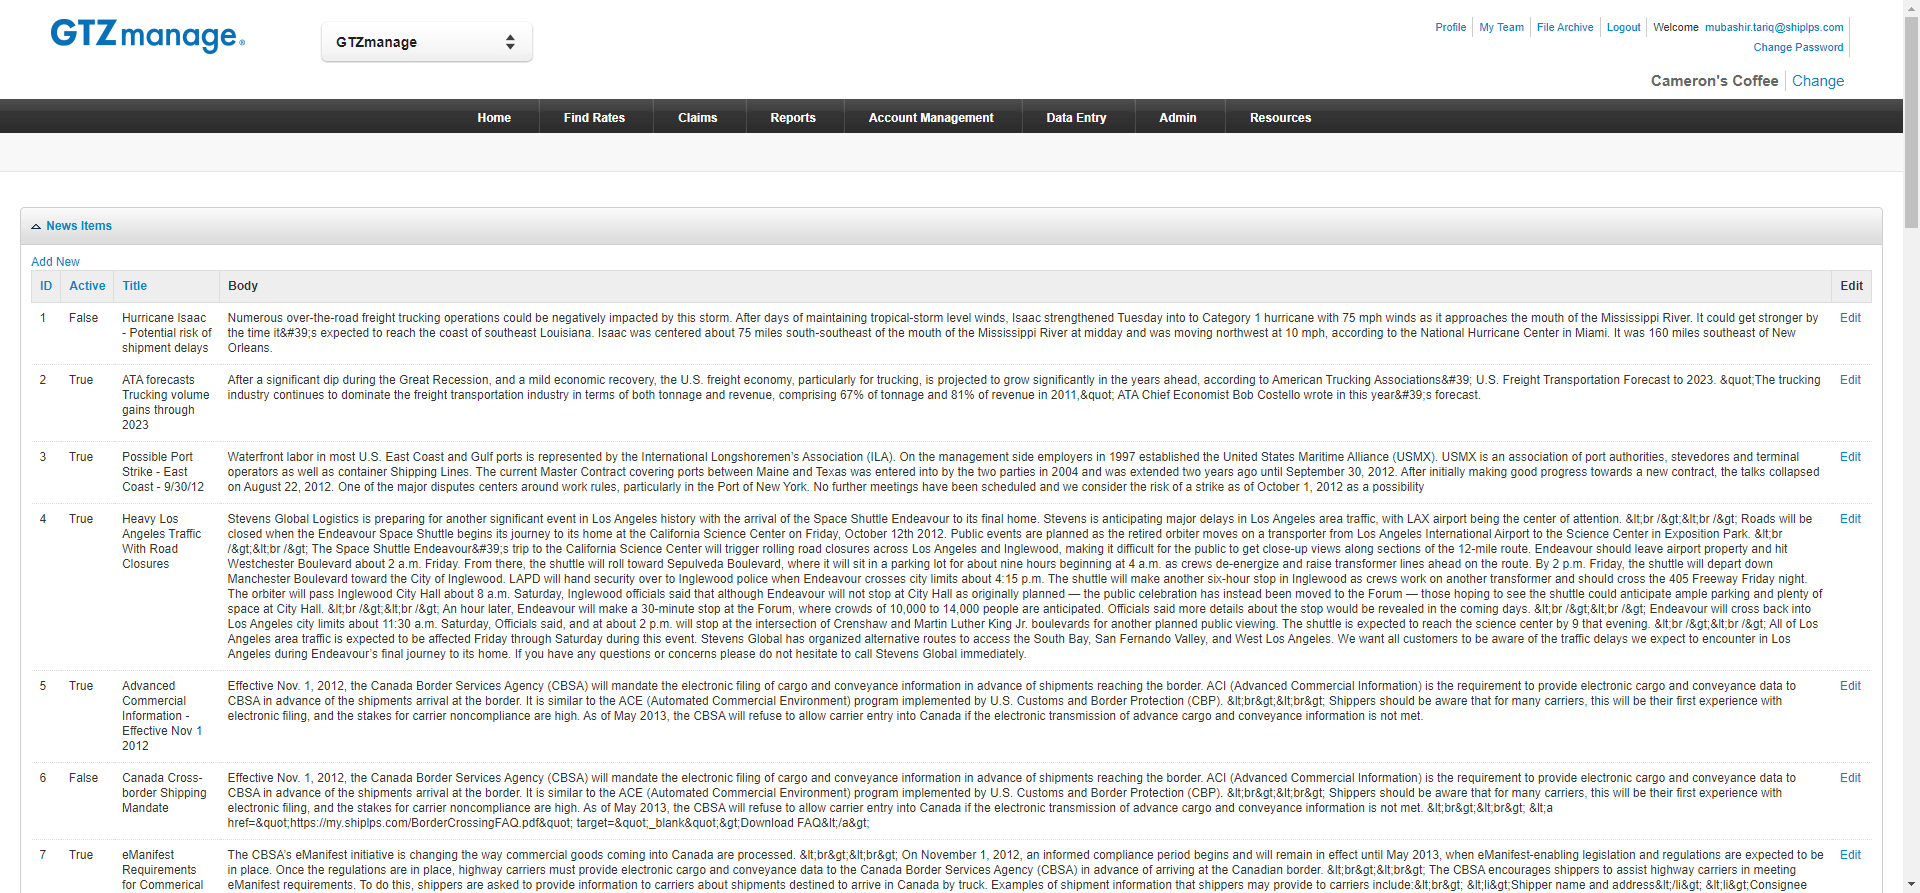 GTZmanage®
GTZmanage
Profile My Team File Archive Logout Welcome mubashir.tariq@shiplps.com
Change Password
Cameron's Coffee Change
Home Find Rates Claims Reports Account Management Data Entry Admin Resources
News Items
Add New
ID Active Title Body Edit
1 False Hurricane Isaac - Potential risk of shipment delays
Numerous over-the-road freight trucking operations could be negatively impacted by this storm. After days of maintaining tropical-storm level winds, Isaac strengthened Tuesday into to Category 1 hurricane with 75 mph winds as it approaches the mouth of the Mississippi River. It could get stronger by
the time it&#39;s expected to reach the coast of southeast Louisiana. Isaac was centered about 75 miles south-southeast of the mouth of the Mississippi River at midday and was moving northwest at 10 mph, according to the National Hurricane Center in Miami. It was 160 miles southeast of New
Orleans.
Edit
2 True ATA forecasts Trucking volume gains through 2023
After a significant dip during the Great Recession, and a mild economic recovery, the U.S. freight economy, particularly for trucking, is projected to grow significantly in the years ahead, according to American Trucking Associations&#39; U.S. Freight Transportation Forecast to 2023. &quot;The trucking
industry continues to dominate the freight transportation industry in terms of both tonnage and revenue, comprising 67% of tonnage and 81% of revenue in 2011,&quot; ATA Chief Economist Bob Costello wrote in this year&#39;s forecast.
Edit
3 True Possible Port Strike - East Coast - 9/30/12
Waterfront labor in most U.S. East Coast and Gulf ports is represented by the International Longshoremen's Association (ILA). On the management side employers in 1997 established the United States Maritime Alliance (USMX). USMX is an association of port authorities, stevedores and terminal
operators as well as container Shipping Lines. The current Master Contract covering ports between Maine and Texas was entered into by the two parties in 2004 and was extended two years ago until September 30, 2012. After initially making good progress towards a new contract, the talks collapsed
on August 22, 2012. One of the major disputes centers around work rules, particularly in the Port of New York. No further meetings have been scheduled and we consider the risk of a strike as of October 1, 2012 as a possibility
Edit
4 True Heavy Los Angeles Traffic With Road Closures
Stevens Global Logistics is preparing for another significant event in Los Angeles history with the arrival of the Space Shuttle Endeavour to its final home. Stevens is anticipating major delays in Los Angeles area traffic, with LAX airport being the center of attention. &lt;br /&gt;&lt;br /&gt; Roads will be
closed when the Endeavour Space Shuttle begins its journey to its home at the California Science Center on Friday, October 12th 2012. Public events are planned as the retired orbiter moves on a transporter from Los Angeles International Airport to the Science Center in Exposition Park. &lt;br
/&gt;&lt;br /&gt; The Space Shuttle Endeavour&#39;s trip to the California Science Center will trigger rolling road closures across Los Angeles and Inglewood, making it difficult for the public to get close-up views along sections of the 12-mile route. Endeavour should leave airport property and hit
Westchester Boulevard about 2 a.m. Friday. From there, the shuttle will roll toward Sepulveda Boulevard, where it will sit in a parking lot for about nine hours beginning at 4 a.m. as crews de-energize and raise transformer lines ahead on the route. By 2 p.m. Friday, the shuttle will depart down
Manchester Boulevard toward the City of Inglewood. LAPD will hand security over to Inglewood police when Endeavour crosses city limits about 4:15 p.m. The shuttle will make another six-hour stop in Inglewood as crews work on another transformer and should cross the 405 Freeway Friday night.
The orbiter will pass Inglewood City Hall about 8 a.m. Saturday, Inglewood officials said that although Endeavour will not stop at City Hall as originally planned — the public celebration has instead been moved to the Forum — those hoping to see the shuttle could anticipate ample parking and plenty of
space at City Hall. &lt;br /&gt;&lt;br /&gt; An hour later, Endeavour will make a 30-minute stop at the Forum, where crowds of 10,000 to 14,000 people are anticipated. Officials said more details about the stop would be revealed in the coming days. &lt;br /&gt;&lt;br /&gt; Endeavour will cross back into
Los Angeles city limits about 11:30 a.m. Saturday, Officials said, and at about 2 p.m. will stop at the intersection of Crenshaw and Martin Luther King Jr. boulevards for another planned public viewing. The shuttle is expected to reach the science center by 9 that evening. &lt;br /&gt;&lt;br /&gt; All of Los
Angeles area traffic is expected to be affected Friday through Saturday during this event. Stevens Global has organized alternative routes to access the South Bay, San Fernando Valley, and West Los Angeles. We want all customers to be aware of the traffic delays we expect to encounter in Los
Angeles during Endeavour's final journey to its home. If you have any questions or concerns please do not hesitate to call Stevens Global immediately.
Edit
5 True Advanced Commercial Information - Effective Nov 1 2012
Effective Nov. 1, 2012, the Canada Border Services Agency (CBSA) will mandate the electronic filing of cargo and conveyance information in advance of shipments reaching the border. ACI (Advanced Commercial Information) is the requirement to provide electronic cargo and conveyance data to
CBSA in advance of the shipments arrival at the border. It is similar to the ACE (Automated Commercial Environment) program implemented by U.S. Customs and Border Protection (CBP). &lt;br&gt;&lt;br&gt; Shippers should be aware that for many carriers, this will be their first experience with
electronic filing, and the stakes for carrier noncompliance are high. As of May 2013, the CBSA will refuse to allow carrier entry into Canada if the electronic transmission of advance cargo and conveyance information is not met.
Edit
6 False Canada Cross-border Shipping Mandate
Effective Nov. 1, 2012, the Canada Border Services Agency (CBSA) will mandate the electronic filing of cargo and conveyance information in advance of shipments reaching the border. ACI (Advanced Commercial Information) is the requirement to provide electronic cargo and conveyance data to
CBSA in advance of the shipments arrival at the border. It is similar to the ACE (Automated Commercial Environment) program implemented by U.S. Customs and Border Protection (CBP). &lt;br&gt;&lt;br&gt; Shippers should be aware that for many carriers, this will be their first experience with
electronic filing, and the stakes for carrier noncompliance are high. As of May 2013, the CBSA will refuse to allow carrier entry into Canada if the electronic transmission of advance cargo and conveyance information is not met. &lt;br&gt;&lt;br&gt; &lt;a
href=&quot;https://my.shiplps.com/BorderCrossingFAQ.pdf&quot; target=&quot;_blank&quot;&gt;Download FAQ&lt;/a&gt;
Edit
7 True eManifest Requirements for Commerical
The CBSA's eManifest initiative is changing the way commercial goods coming into Canada are processed. &lt;br&gt;&lt;br&gt; On November 1, 2012, an informed compliance period begins and will remain in effect until May 2013, when eManifest-enabling legislation and regulations are expected to be
in place. Once the regulations are in place, highway carriers must provide electronic cargo and conveyance data to the Canada Border Services Agency (CBSA) in advance of arriving at the Canadian border. &lt;br&gt;&lt;br&gt; The CBSA encourages shippers to assist highway carriers in meeting
eManifest requirements. To do this, shippers are asked to provide information to carriers about shipments destined to arrive in Canada by truck. Examples of shipment information that shippers may provide to carriers include:&lt;br&gt; &lt;li&gt;Shipper name and address&lt;/li&gt; &lt;li&gt;Consignee
Edit